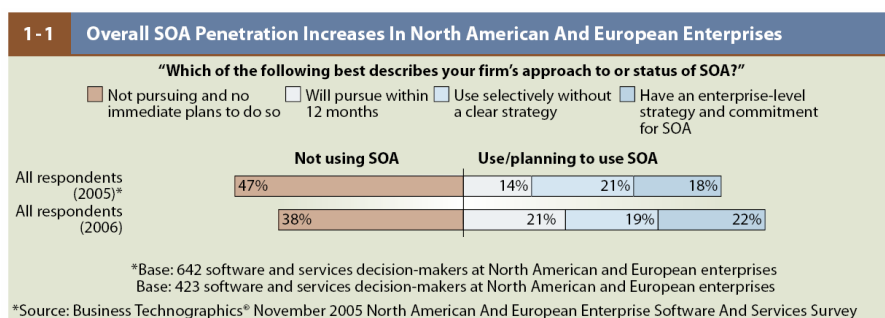 1-1 Overall SOA Penetration Increases In North American And European Enterprises
“Which of the following best describes your firm’s approach to or status of SOA?”
Not pursuing and no immediate plans to do so
Will pursue within 12 months
Use selectively without a clear strategy
Have an enterprise-level strategy and commitment for SOA
Not using SOA
Use/planning to use SOA
All respondents (2005)*
47% 14% 21% 18%
All respondents (2006)
38% 21% 19% 22%
*Base: 642 software and services decision-makers at North American and European enterprises
Base: 423 software and services decision-makers at North American and European enterprises
*Source: Business Technographics® November 2005 North American And European Enterprise Software And Services Survey